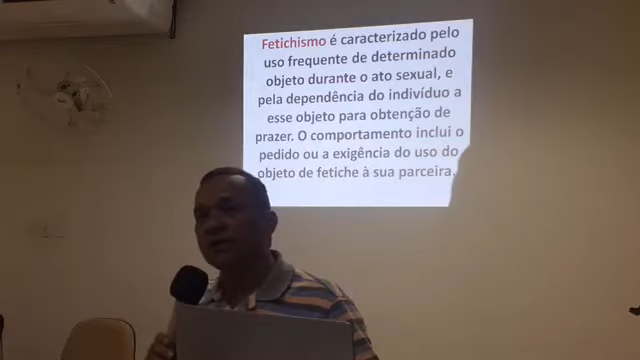 Fetichismo é caracterizado pelo
uso frequente de determinado
objeto durante o ato sexual, e
pela dependência do indivíduo a
esse objeto para obtenção de
prazer. O comportamento inclui o
pedido ou a exigência do uso do
objeto de fetiche à sua parceira.